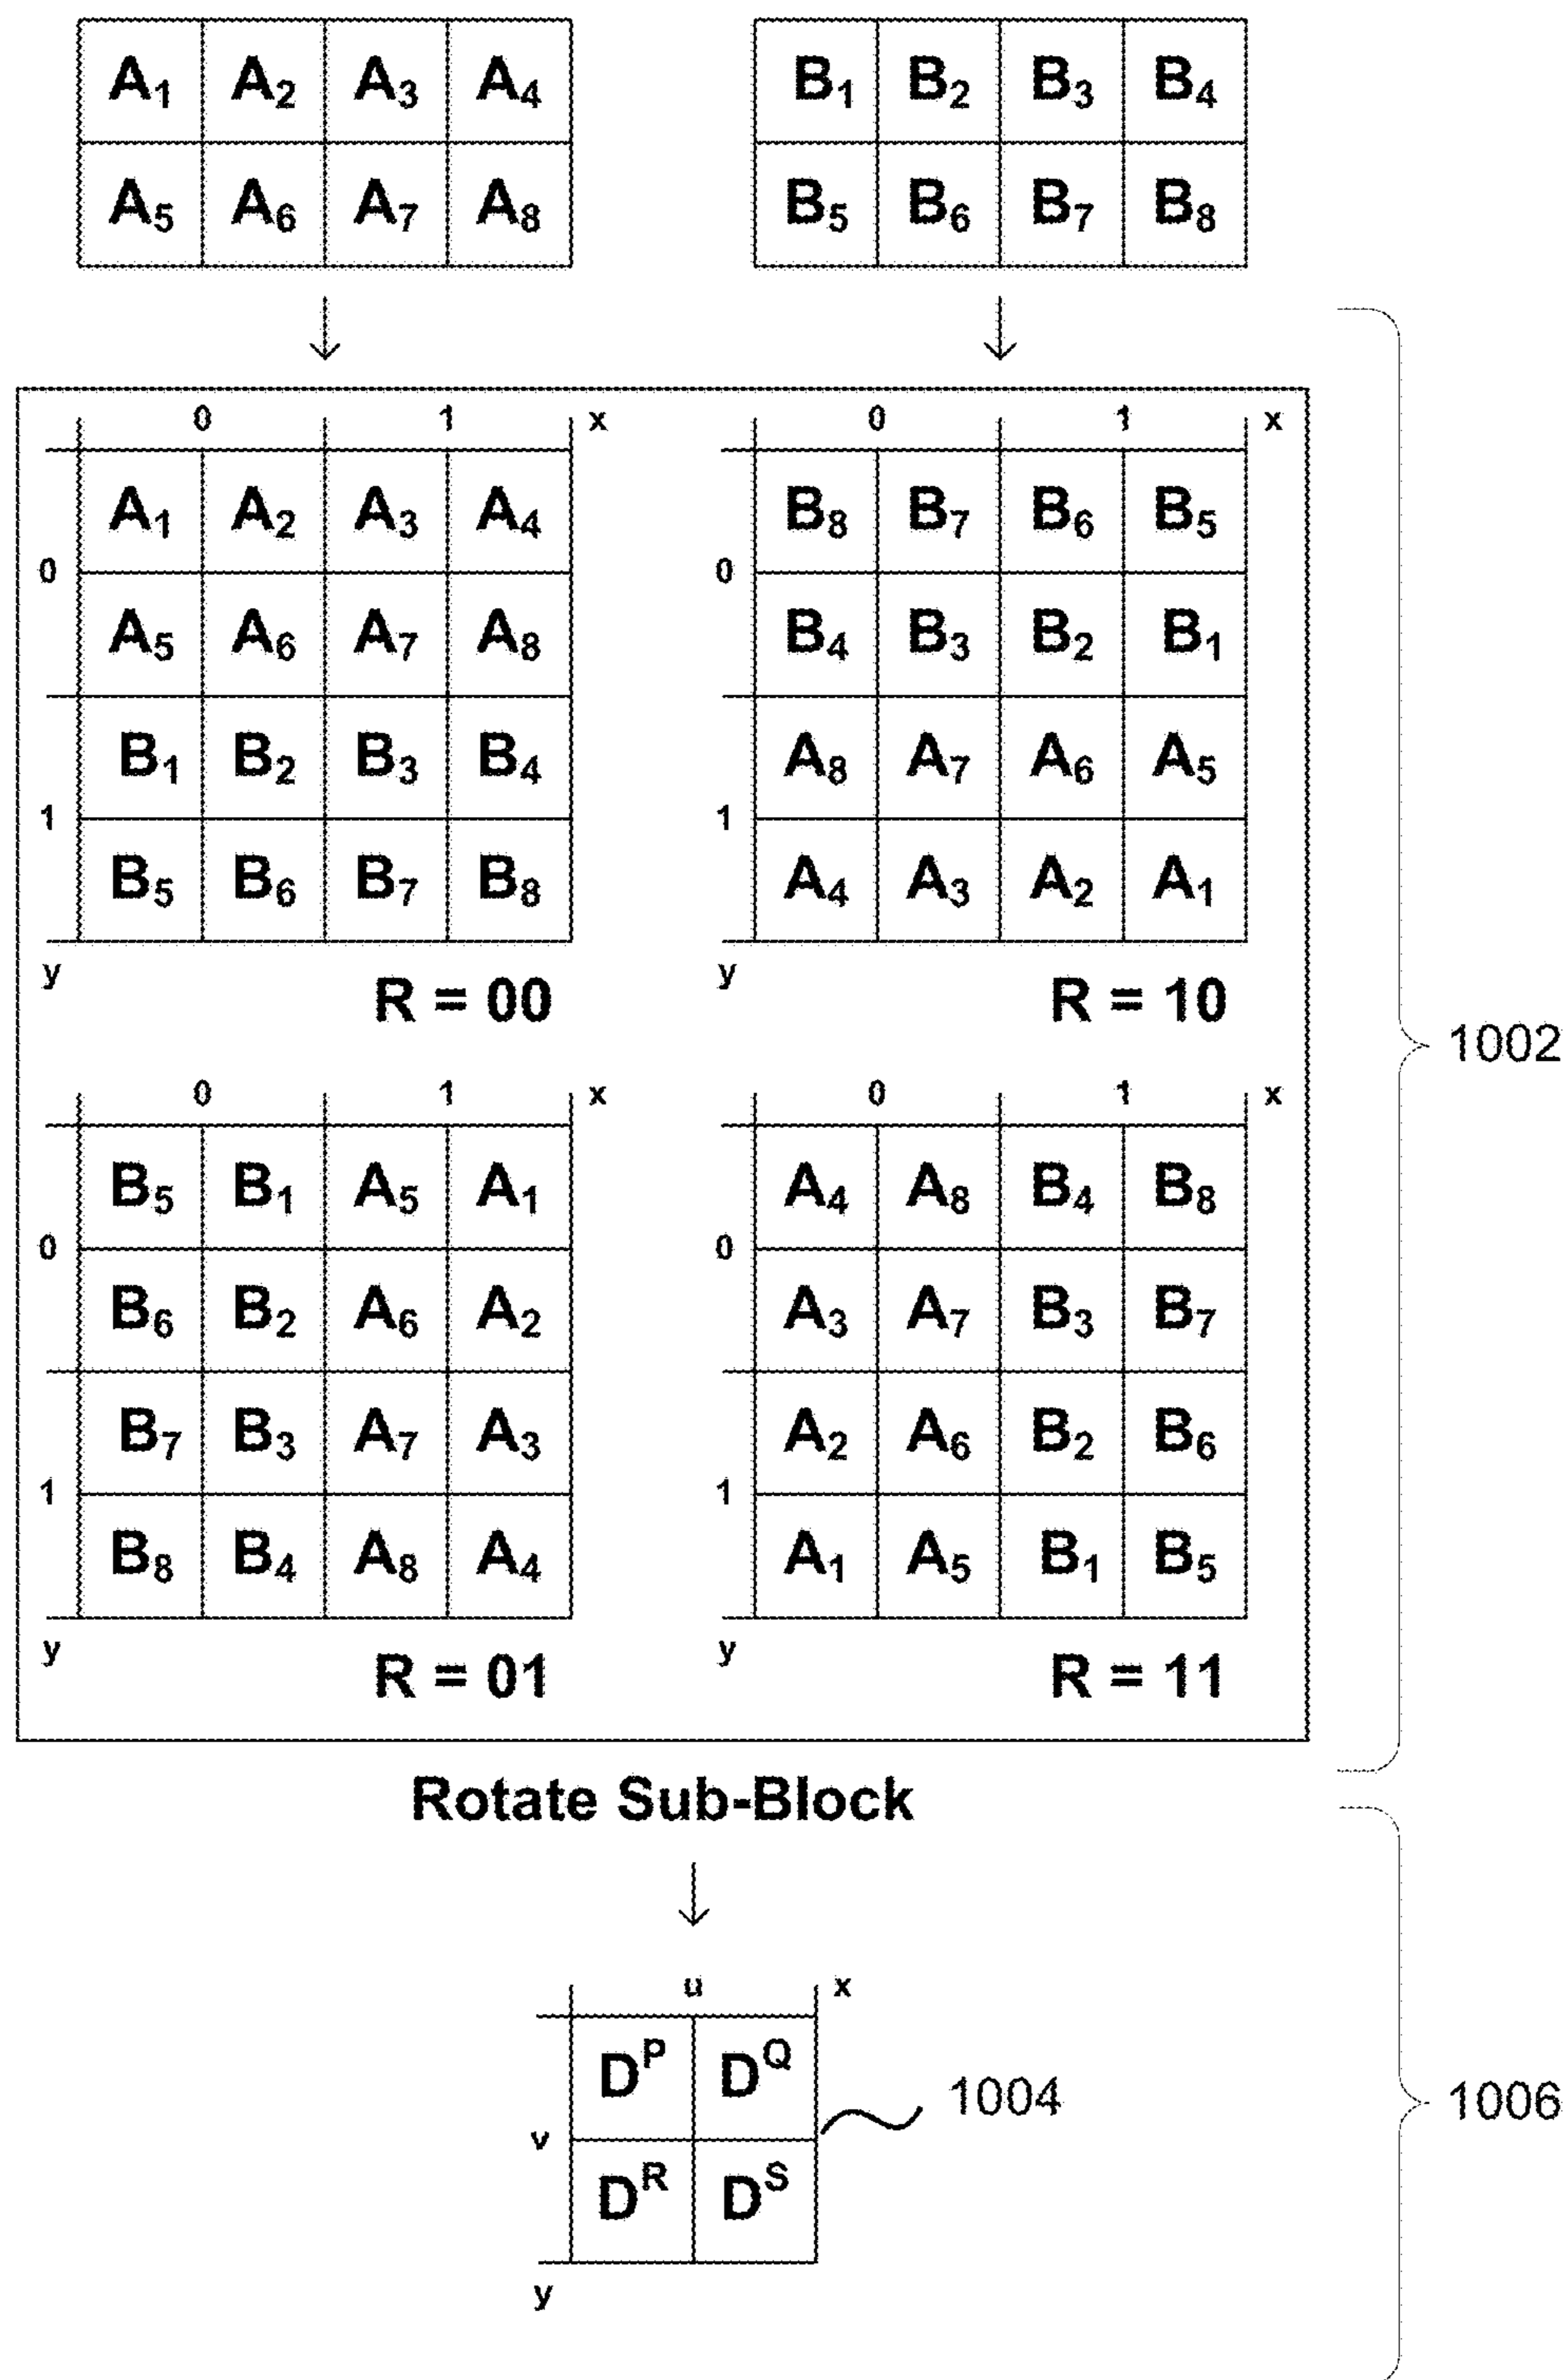 A1 A2 A3 A4 B1 B2 B3 B4
A5 A6 A7 A8 B5 B6 B7 B8
0 1 x 0 1 x
A1 A2 A3 A4 B8 B7 B6 B5
0 0
A5 A6 A7 A8 B4 B3 B2 B1
B1 B2 B3 B4 A8 A7 A6 A5
1 1
B5 B6 B7 B8 A4 A3 A2 A1
y y
R = 00 R = 10
1002
0 1 x 0 1 x
B5 B1 A5 A1 A4 A8 B4 B8
0 0
B6 B2 A6 A2 A3 A7 B3 B7
B7 B3 A7 A3 A2 A6 B2 B6
1 1
B8 B4 A8 A4 A1 A5 B1 B5
y y
R = 01 R = 11
Rotate Sub-Block
u x
DP DQ
1004
v
1006
DR DS
y